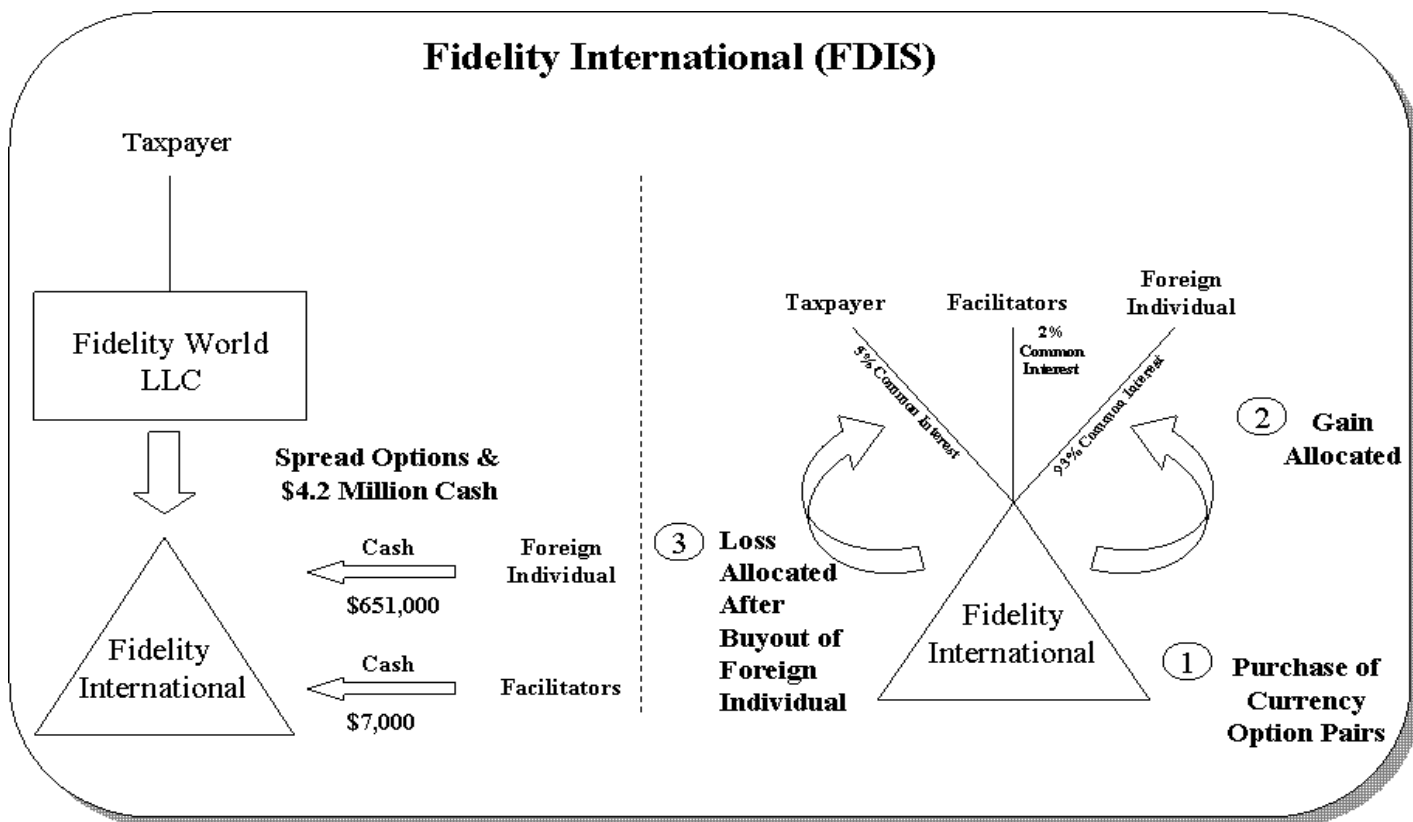 Fidelity International (FDIS)
Taxpayer
Fidelity World
LLC
Spread Options &
$4.2 Million Cash
Cash
$651,000
Foreign
Individual
Cash
$7,000
Facilitators
Fidelity
International
Taxpayer
Facilitators
Foreign
Individual
5% Common Interest
2%
Common
Interest
93% Common Interest
2
Gain
Allocated
3
Loss
Allocated
After
Buyout of
Foreign
Individual
Fidelity
International
1
Purchase of
Currency
Option Pairs